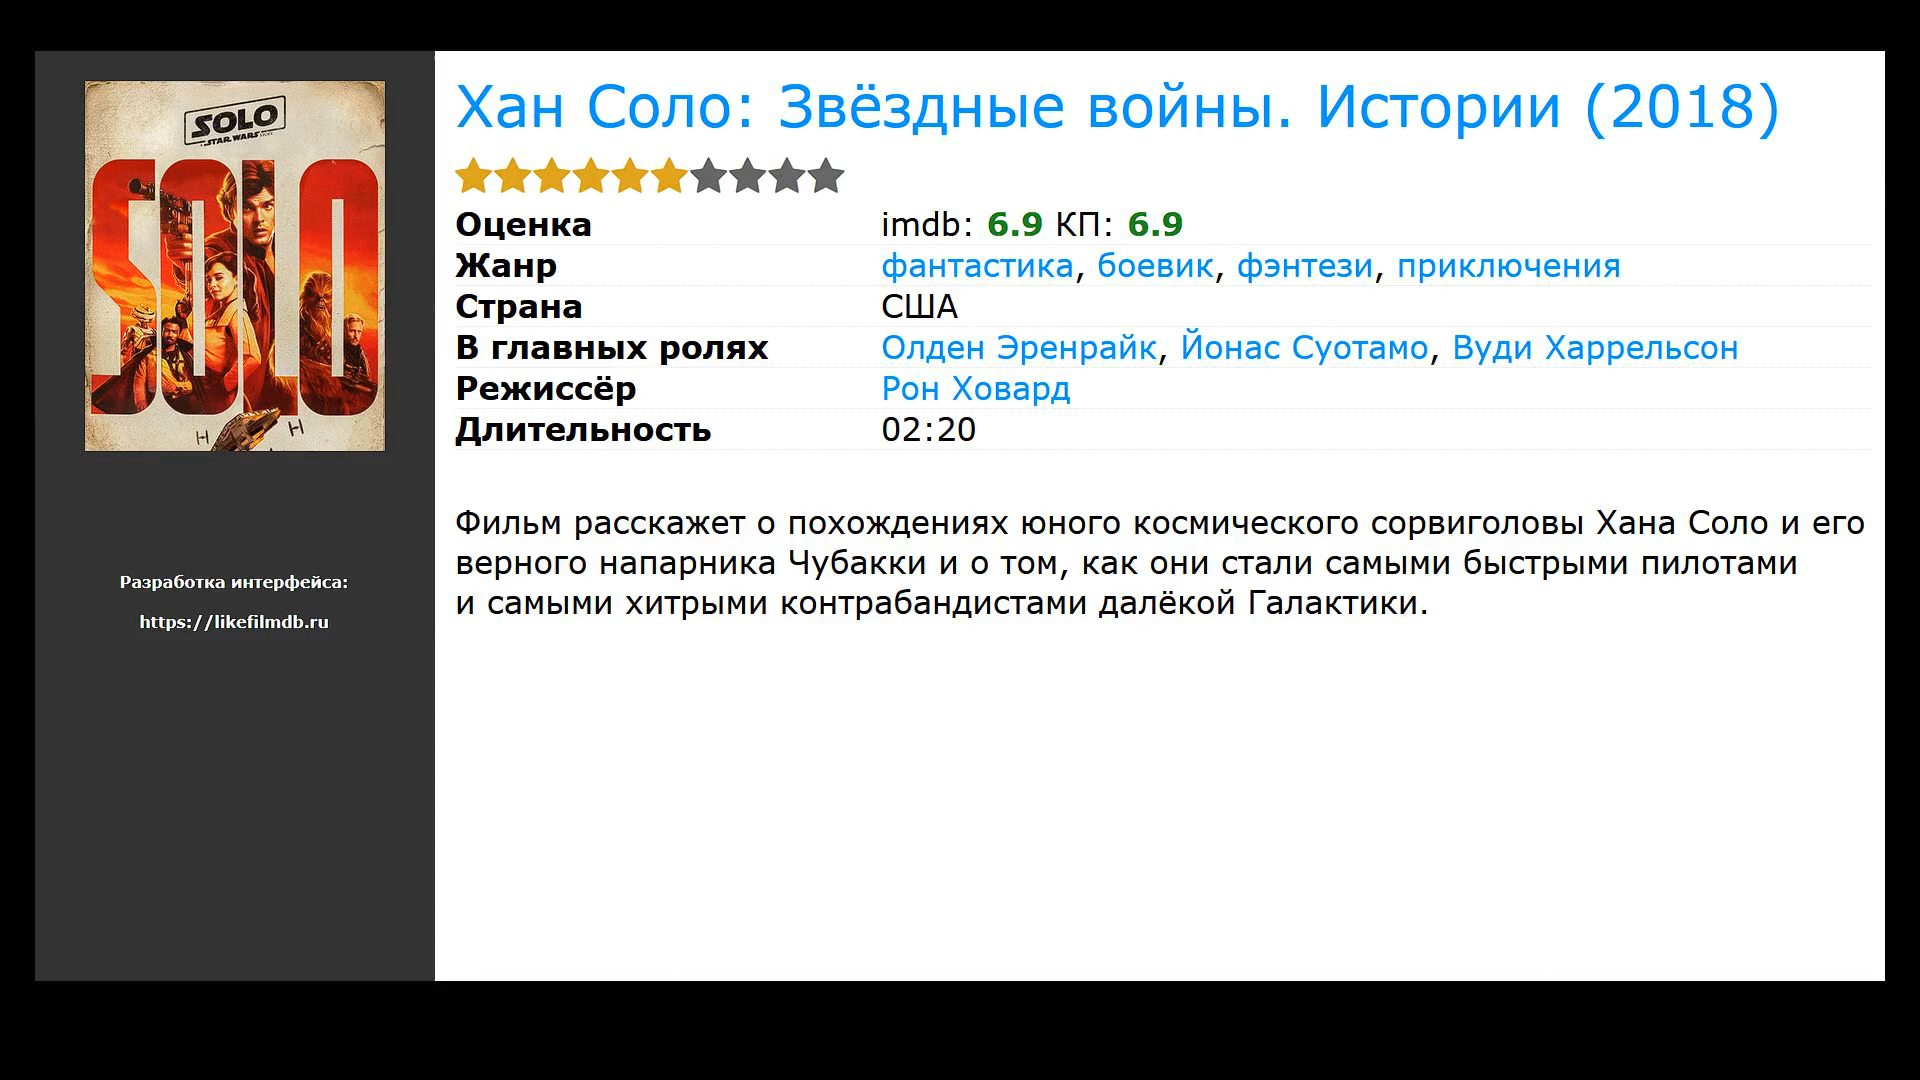 SOLO
A STAR WARS STORY
SOLO
Разработка интерфейса:
https://likefilmdb.ru
Хан Соло: Звёздные войны. Истории (2018)
Оценка imdb: 6.9 КП: 6.9
Жанр фантастика, боевик, фэнтези, приключения
Страна США
В главных ролях Олден Эренрайк, Йонас Суотамо, Вуди Харрельсон
Режиссёр Рон Ховард
Длительность 02:20
Фильм расскажет о похождениях юного космического сорвиголовы Хана Соло и его
верного напарника Чубакки и о том, как они стали самыми быстрыми пилотами
и самыми хитрыми контрабандистами далёкой Галактики.